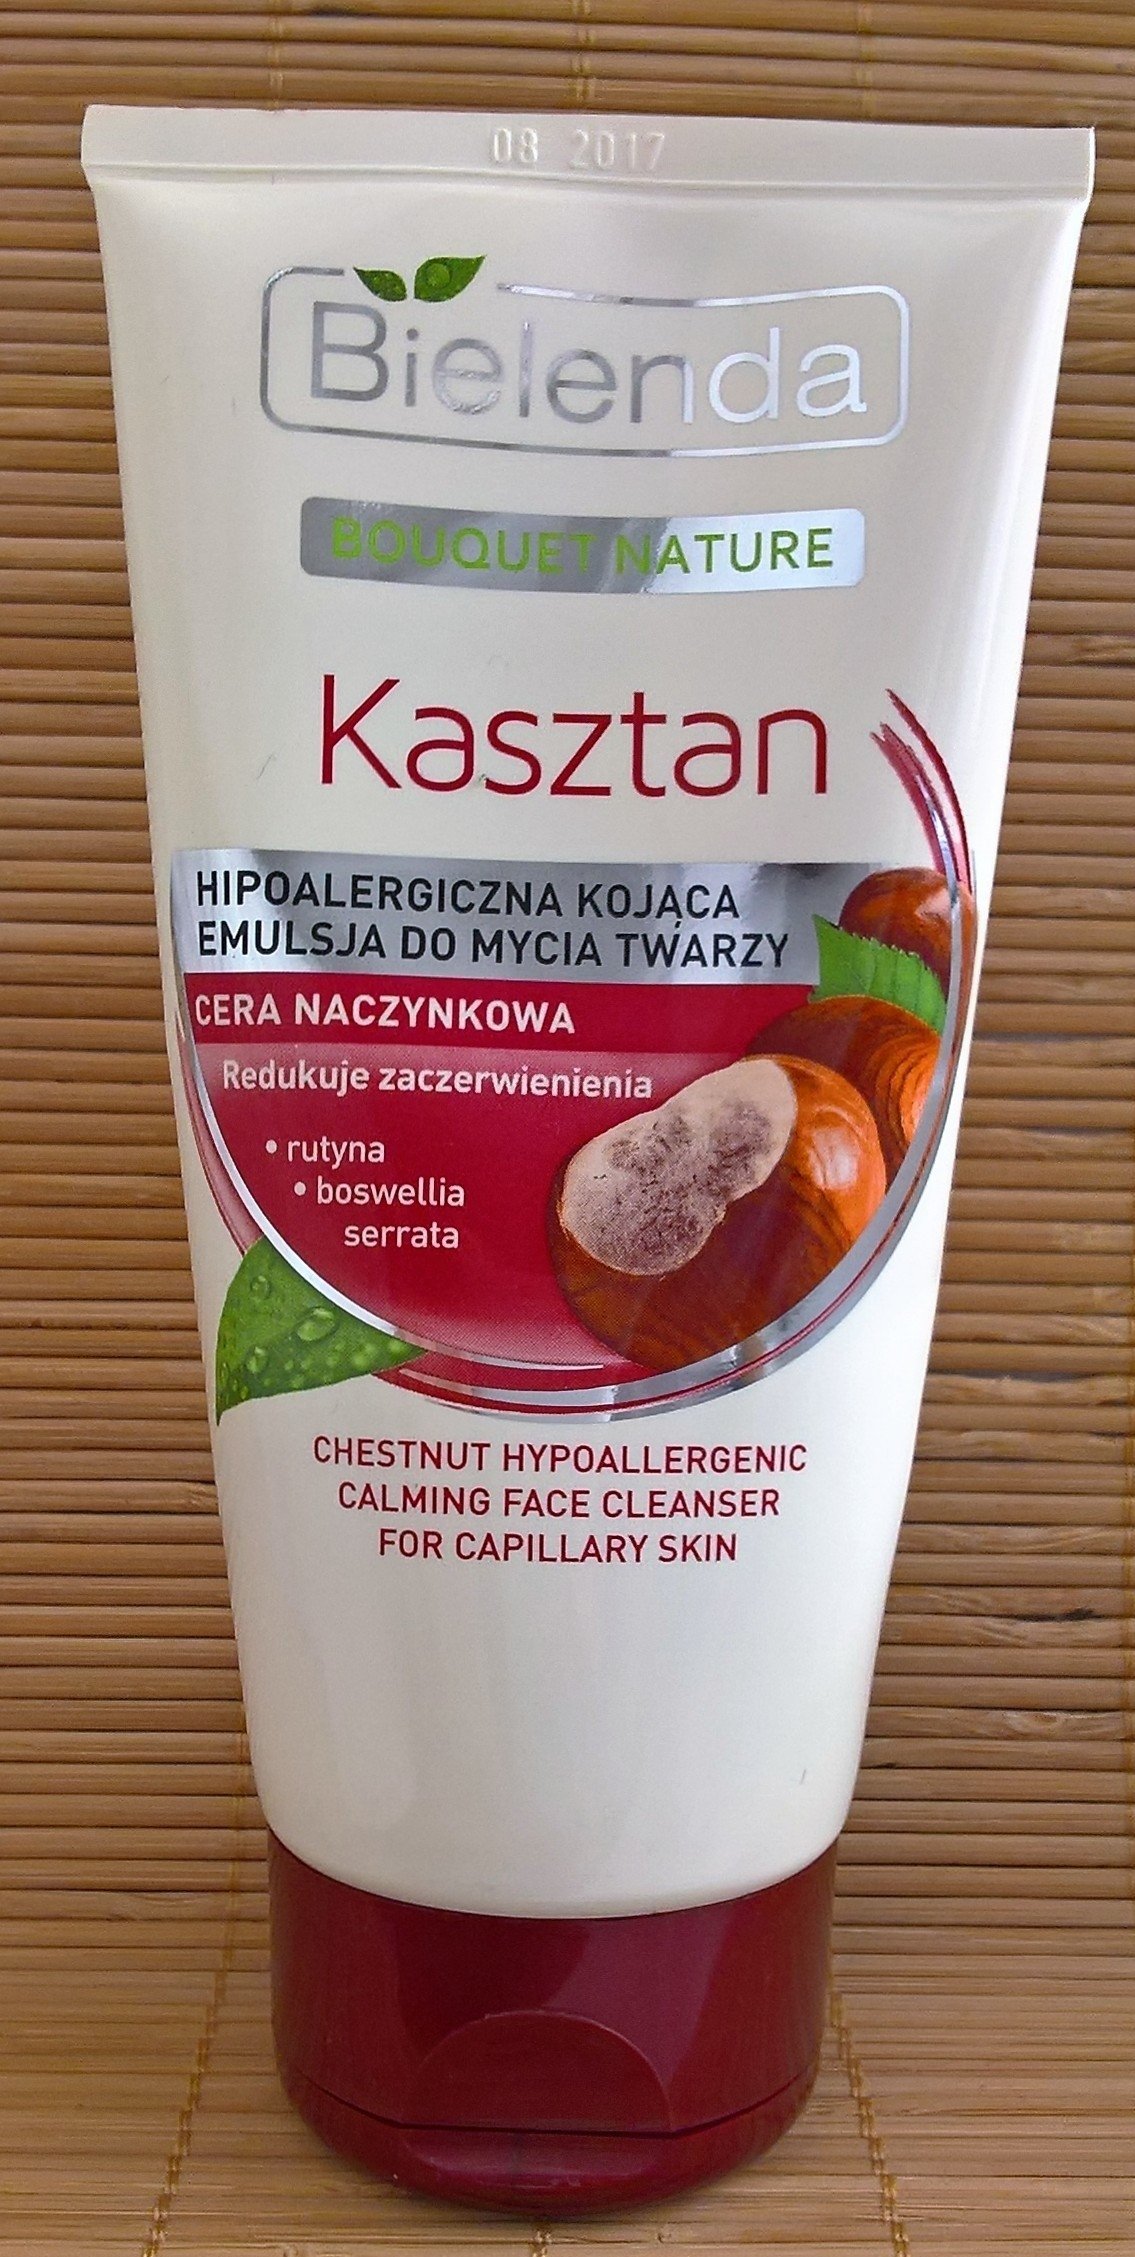 08 2017
Bielenda
BOUQUET NATURE
Kasztan
HIPOALERGICZNA KOJĄCA
EMULSJA DO MYCIA TWARZY
CERA NACZYNKOWA
Redukuje zaczerwienienia
• rutyna
• boswellia
serrata
CHESTNUT HYPOALLERGENIC
CALMING FACE CLEANSER
FOR CAPILLARY SKIN